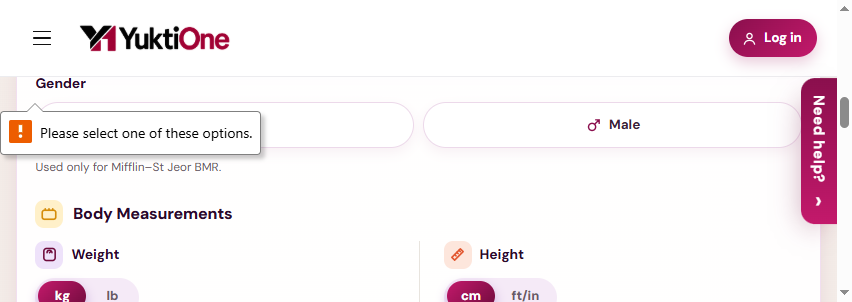 YuktiOne
Log in
Gender
Please select one of these options.
Male
Used only for Mifflin–St Jeor BMR.
Need help? ›
Body Measurements
Weight
Height
kg
lb
cm
ft/in